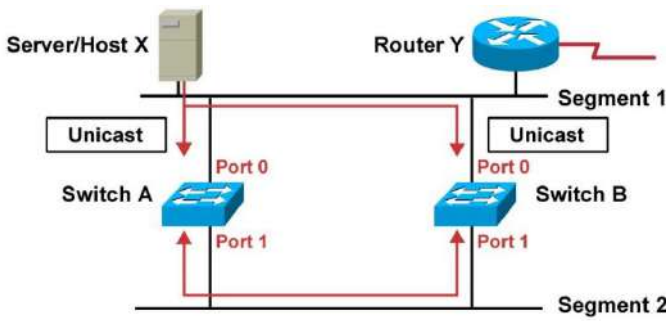 Server/Host X
Router Y
Segment 1
Unicast
Unicast
Port 0
Port 0
Switch A
Switch B
Port 1
Port 1
Segment 2